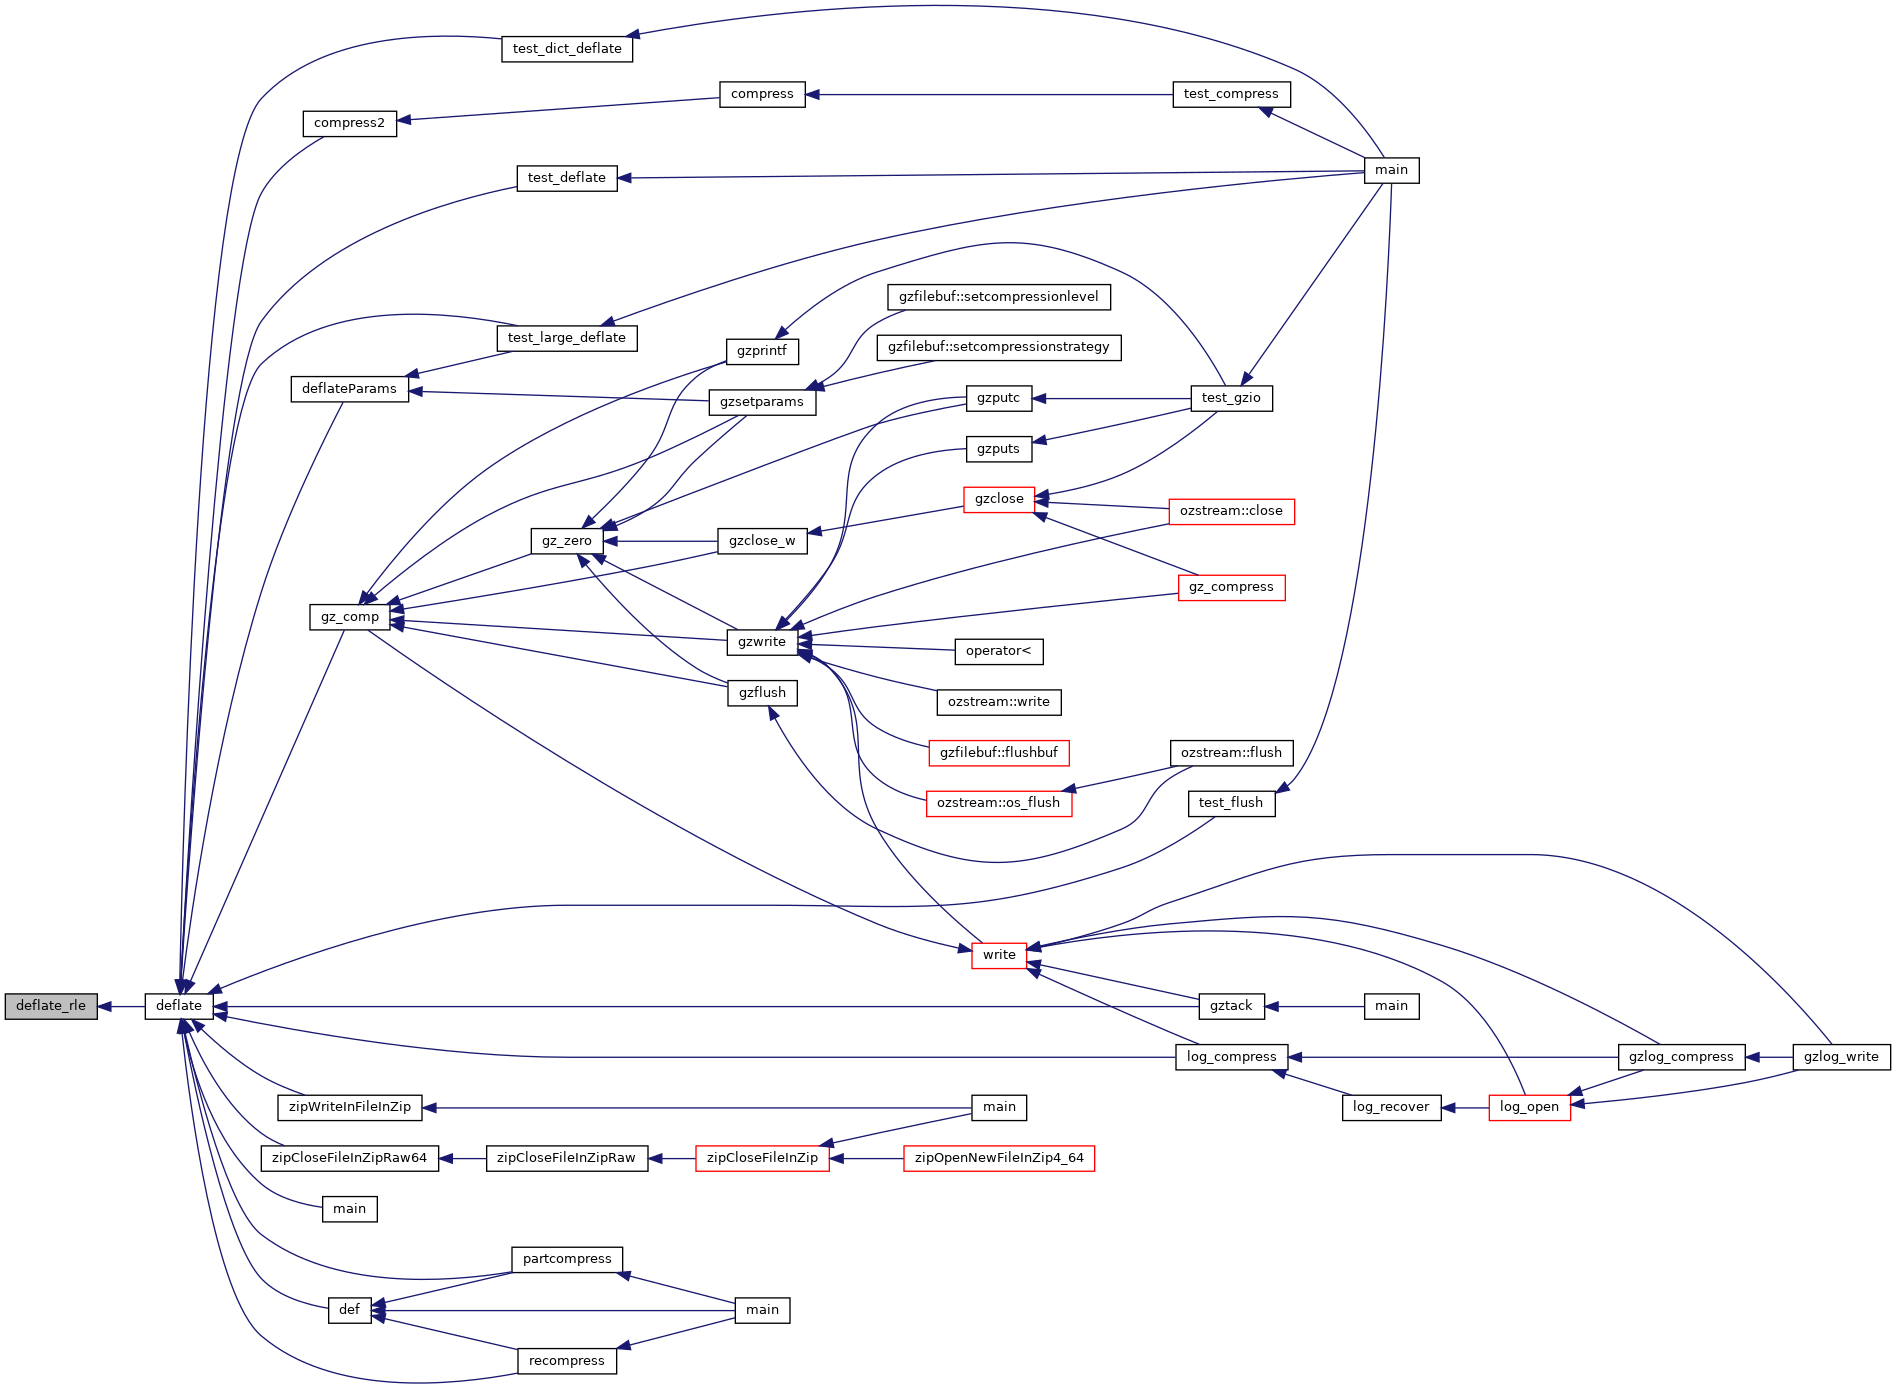 test_dict_deflate
compress
test_compress
compress2
main
test_deflate
gzfilebuf::setcompressionlevel
test_large_deflate
gzfilebuf::setcompressionstrategy
gzprintf
deflateParams
gzsetparams
gzputc
test_gzio
gzputs
gzclose
ozstream::close
gz_zero
gzclose_w
gz_compress
gz_comp
gzwrite
operator<
gzflush
ozstream::write
gzfilebuf::flushbuf
ozstream::flush
ozstream::os_flush
test_flush
write
deflate_rle
deflate
gztack
main
log_compress
gzlog_compress
gzlog_write
zipWriteInFileInZip
main
log_recover
log_open
zipCloseFileInZipRaw64
zipCloseFileInZipRaw
zipCloseFileInZip
zipOpenNewFileInZip4_64
main
partcompress
def
main
recompress